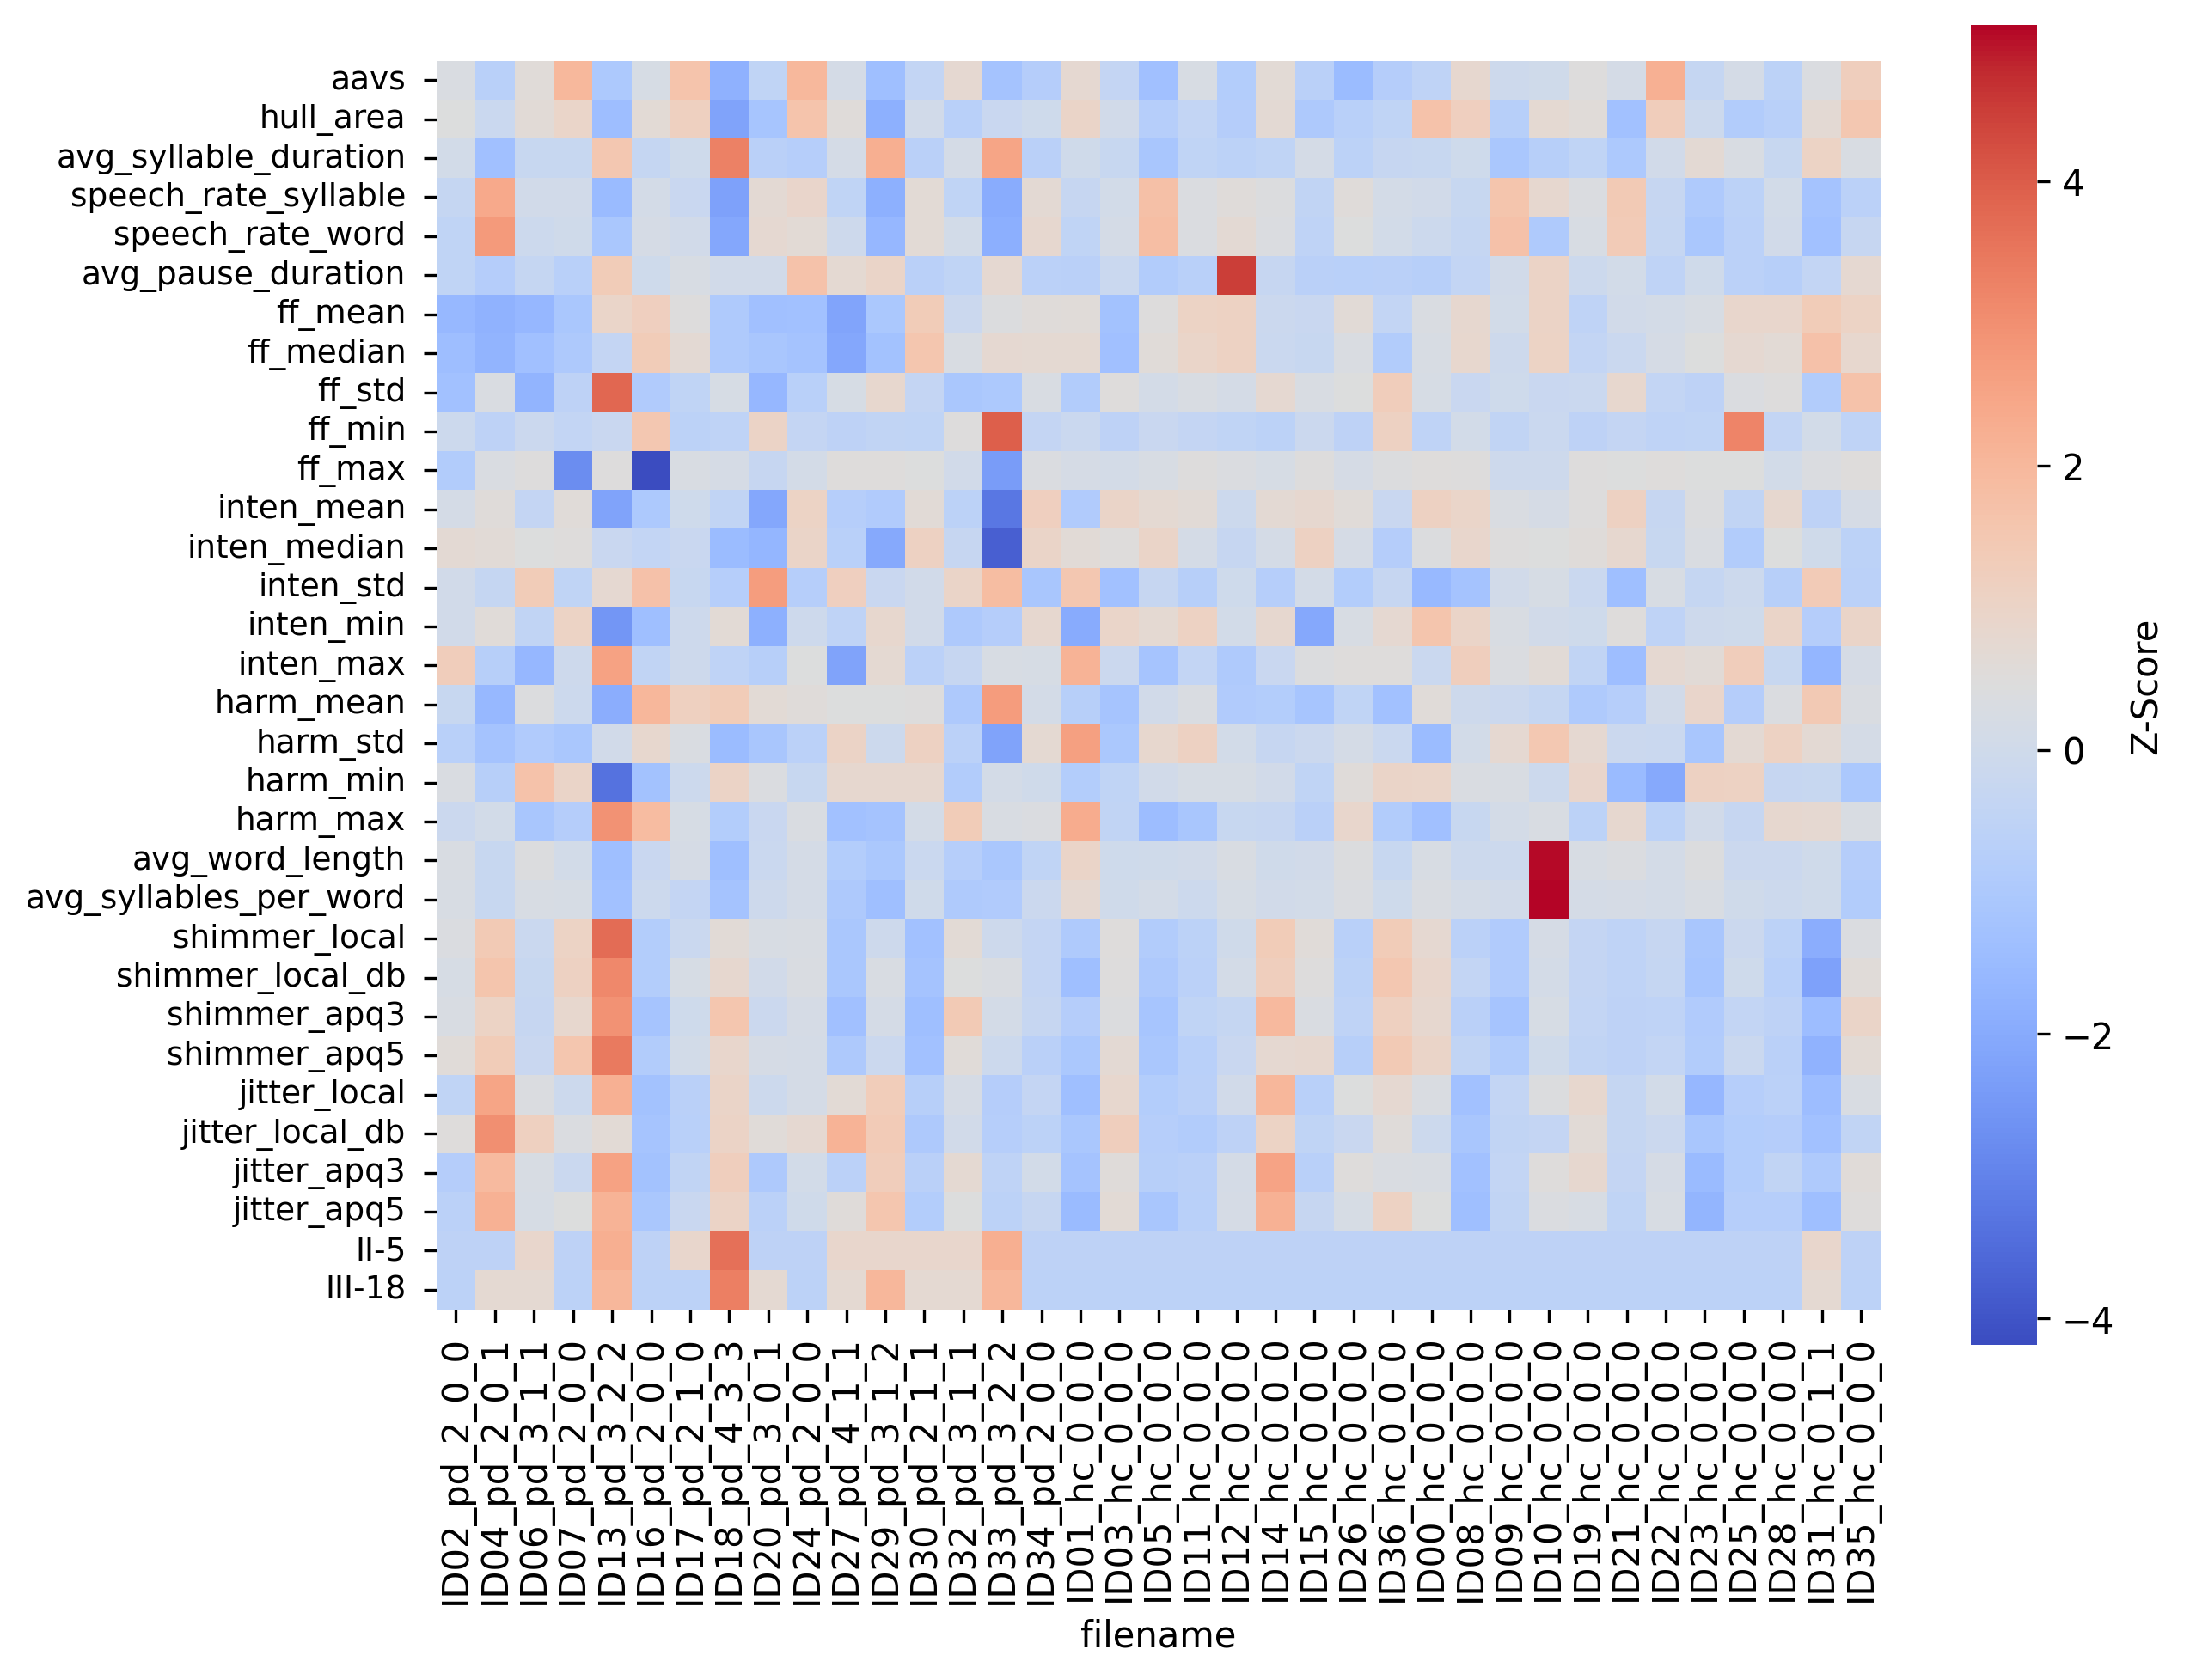 aavs
hull_area
avg_syllable_duration
speech_rate_syllable
speech_rate_word
avg_pause_duration
ff_mean
ff_median
ff_std
ff_min
ff_max
inten_mean
inten_median
inten_std
inten_min
inten_max
harm_mean
harm_std
harm_min
harm_max
avg_word_length
avg_syllables_per_word
shimmer_local
shimmer_local_db
shimmer_apq3
shimmer_apq5
jitter_local
jitter_local_db
jitter_apq3
jitter_apq5
II-5
III-18
ID02_pd_2_0_0
ID04_pd_2_0_1
ID06_pd_3_1_1
ID07_pd_2_0_0
ID13_pd_3_2_2
ID16_pd_2_0_0
ID17_pd_2_1_0
ID18_pd_4_3_3
ID20_pd_3_0_1
ID24_pd_2_0_0
ID27_pd_4_1_1
ID29_pd_3_1_2
ID30_pd_2_1_1
ID32_pd_3_1_1
ID33_pd_3_2_2
ID34_pd_2_0_0
ID01_hc_0_0_0
ID03_hc_0_0_0
ID05_hc_0_0_0
ID11_hc_0_0_0
ID12_hc_0_0_0
ID14_hc_0_0_0
ID15_hc_0_0_0
ID26_hc_0_0_0
ID36_hc_0_0_0
ID00_hc_0_0_0
ID08_hc_0_0_0
ID09_hc_0_0_0
ID10_hc_0_0_0
ID19_hc_0_0_0
ID21_hc_0_0_0
ID22_hc_0_0_0
ID23_hc_0_0_0
ID25_hc_0_0_0
ID28_hc_0_0_0
ID31_hc_0_1_1
ID35_hc_0_0_0
filename
4
2
0
−2
−4
Z-Score